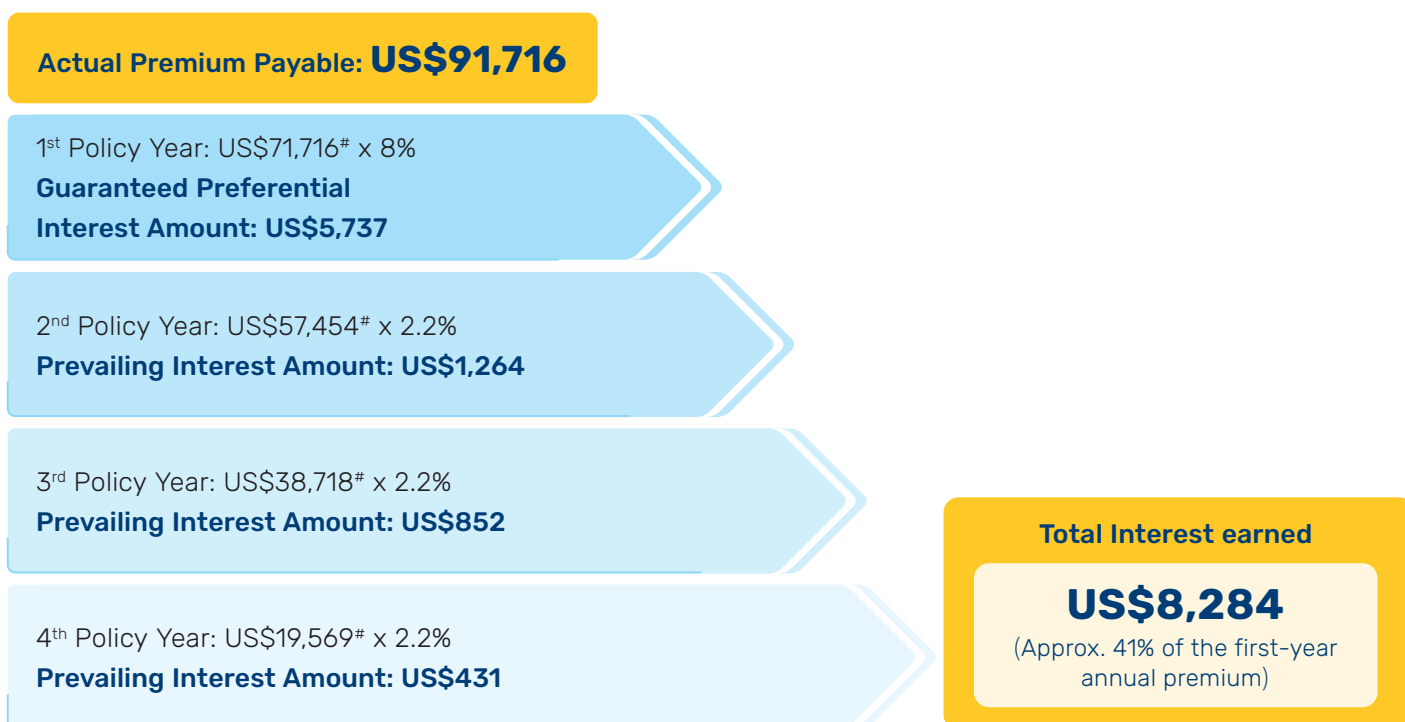 Actual Premium Payable: US$91,716
1st Policy Year: US$71,716# x 8%
Guaranteed Preferential
Interest Amount: US$5,737
2nd Policy Year: US$57,454# x 2.2%
Prevailing Interest Amount: US$1,264
3rd Policy Year: US$38,718# x 2.2%
Prevailing Interest Amount: US$852
4th Policy Year: US$19,569# x 2.2%
Prevailing Interest Amount: US$431
Total Interest earned
US$8,284
(Approx. 41% of the first-year
annual premium)